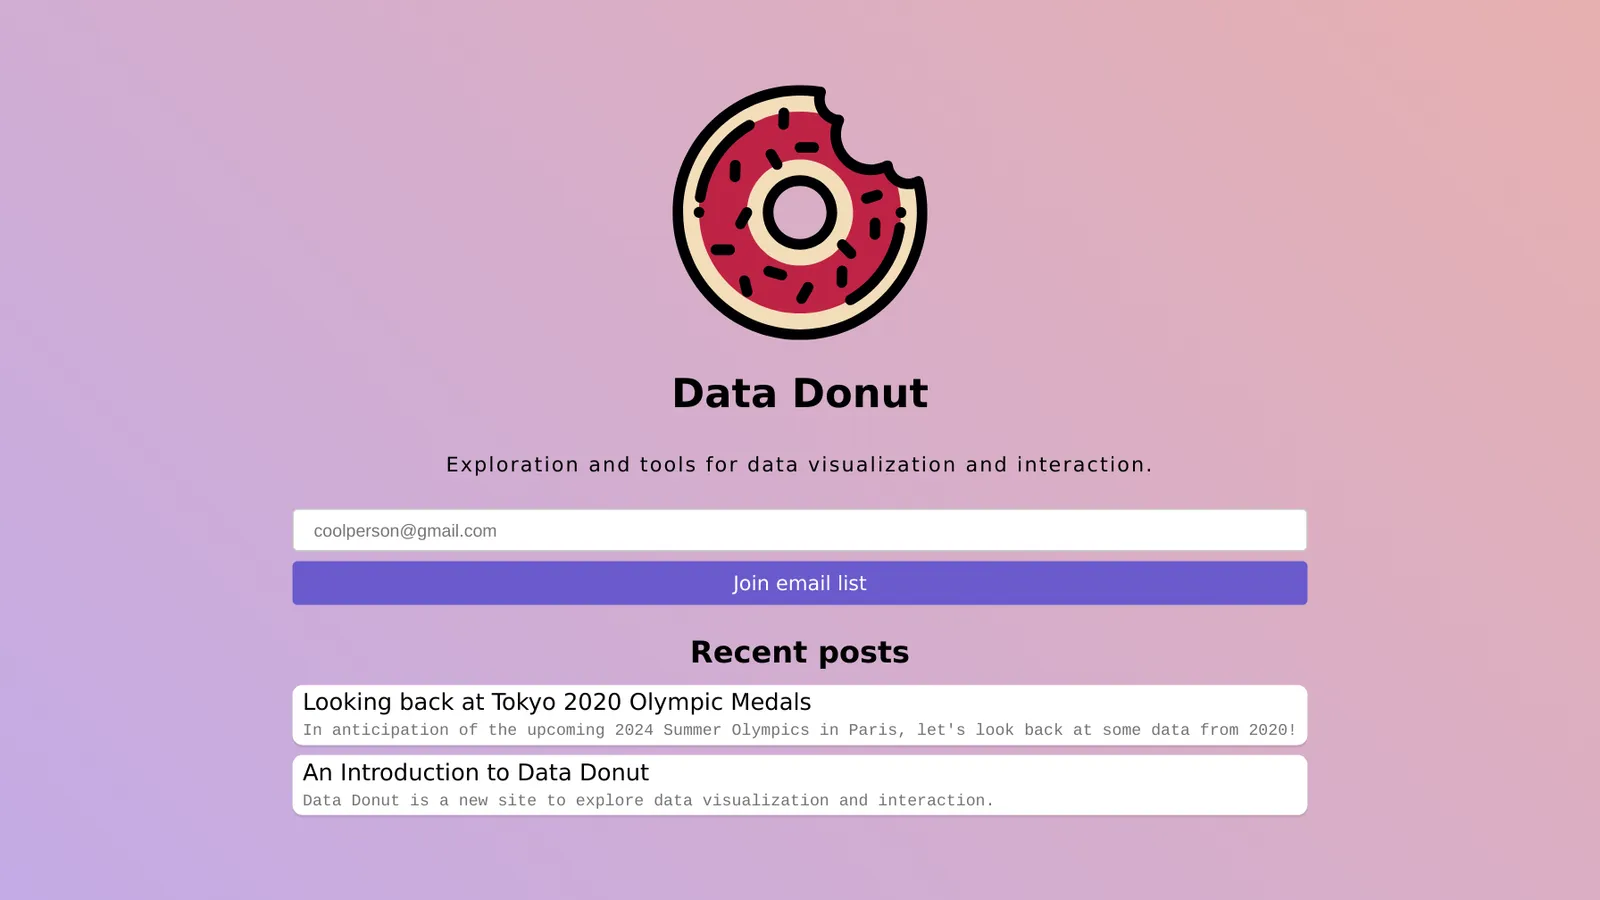 Data Donut
Exploration and tools for data visualization and interaction.
coolperson@gmail.com
Join email list
Recent posts
Looking back at Tokyo 2020 Olympic Medals
In anticipation of the upcoming 2024 Summer Olympics in Paris, let's look back at some data from 2020!
An Introduction to Data Donut
Data Donut is a new site to explore data visualization and interaction.